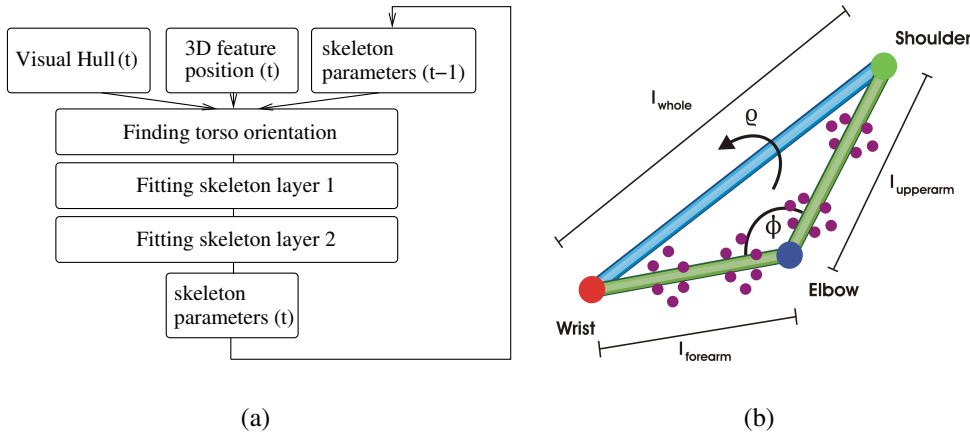 Visual Hull (t)
3D feature
position (t)
skeleton
parameters (t−1)
Finding torso orientation
Fitting skeleton layer 1
Fitting skeleton layer 2
skeleton
parameters (t)
(a)
Shoulder
l_whole
ϱ
l_upperarm
ϕ
Elbow
Wrist
l_forearm
(b)